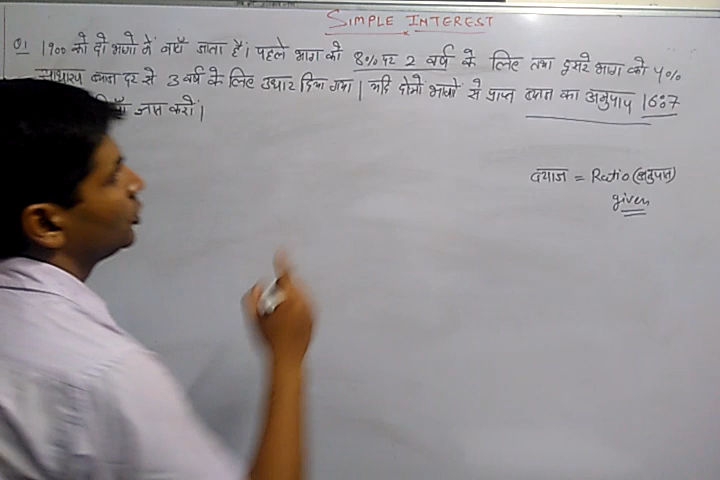 SIMPLE INTEREST
Q1 1900 को दो भागो में बाँटा जाता है। पहले भाग को 8% पर 2 वर्ष के लिए तथा दूसरे भाग को 4%
साधारण ब्याज दर से 3 वर्ष के लिए उधार दिया गया। यदि दोनों भागों से प्राप्त ब्याज का अनुपाप 16:7
ज्ञात करों।
ब्याज = Ratio (अनुपात)
given